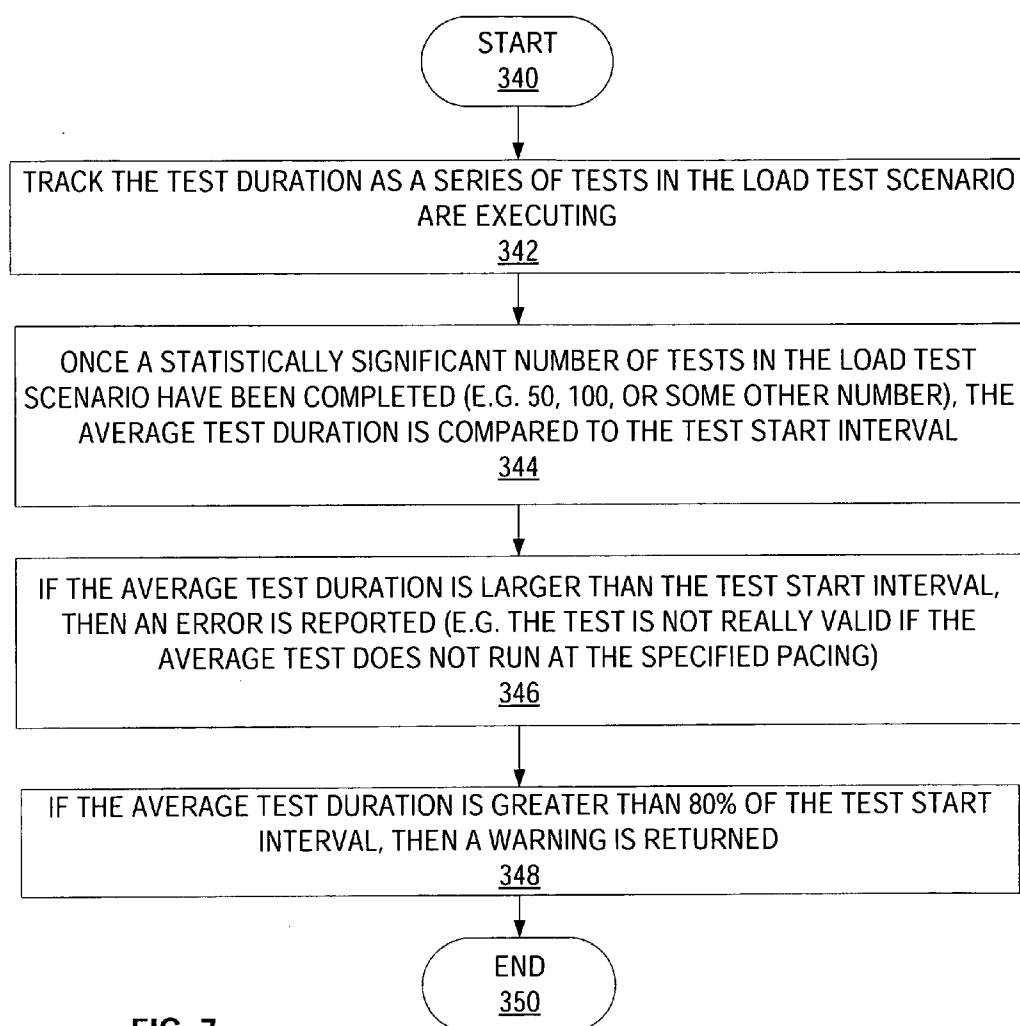 START
340
TRACK THE TEST DURATION AS A SERIES OF TESTS IN THE LOAD TEST SCENARIO
ARE EXECUTING
342
ONCE A STATISTICALLY SIGNIFICANT NUMBER OF TESTS IN THE LOAD TEST
SCENARIO HAVE BEEN COMPLETED (E.G. 50, 100, OR SOME OTHER NUMBER), THE
AVERAGE TEST DURATION IS COMPARED TO THE TEST START INTERVAL
344
IF THE AVERAGE TEST DURATION IS LARGER THAN THE TEST START INTERVAL,
THEN AN ERROR IS REPORTED (E.G. THE TEST IS NOT REALLY VALID IF THE
AVERAGE TEST DOES NOT RUN AT THE SPECIFIED PACING)
346
IF THE AVERAGE TEST DURATION IS GREATER THAN 80% OF THE TEST START
INTERVAL, THEN A WARNING IS RETURNED
348
END
350
FIG. 7